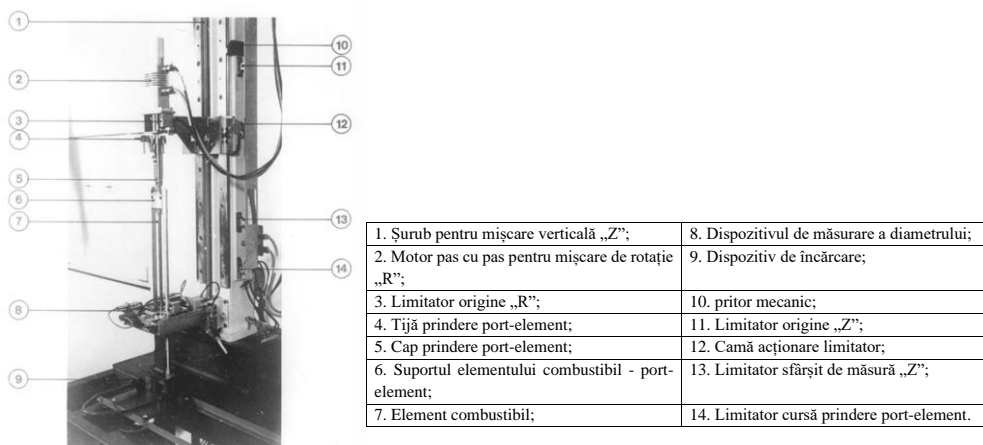 1
2
3
4
5
6
7
8
9
10
11
12
13
14
1. Șurub pentru mișcare verticală „Z”;
8. Dispozitivul de măsurare a diametrului;
2. Motor pas cu pas pentru mișcare de rotație
„R”;
9. Dispozitiv de încărcare;
3. Limitator origine „R”;
10. pritor mecanic;
4. Tijă prindere port-element;
11. Limitator origine „Z”;
5. Cap prindere port-element;
12. Camă acționare limitator;
6. Suportul elementului combustibil - port-
element;
13. Limitator sfârșit de măsură „Z”;
7. Element combustibil;
14. Limitator cursă prindere port-element.